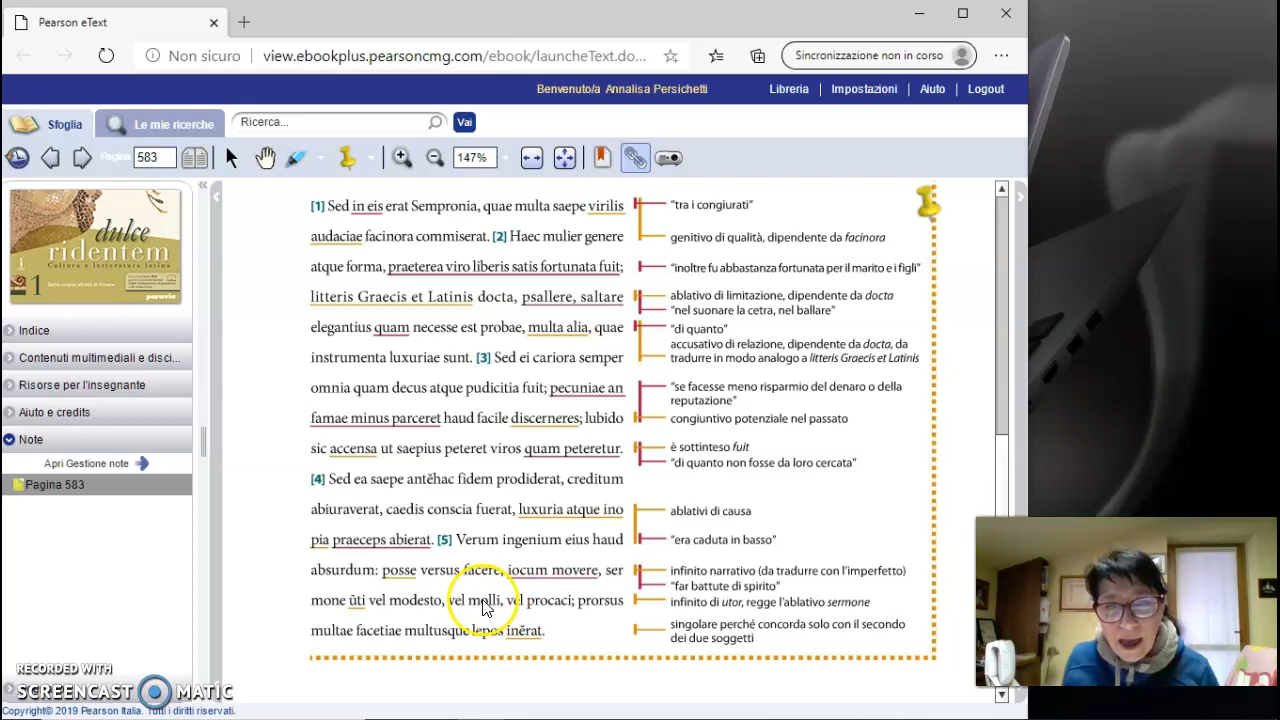 Pearson eText
Non sicuro
view.ebookplus.pearsoncmg.com/ebook/launcheText.do...
Sincronizzazione non in corso
Benvenuto/a Annalisa Persichetti
Libreria | Impostazioni | Aiuto | Logout
Sfoglia
Le mie ricerche
Ricerca...
Vai
Pagina 583
147%
dulce
ridentem
Cultura e letteratura latina
1
paravia
Indice
Contenuti multimediali e disci...
Risorse per l'insegnante
Aiuto e crediti
Note
Apri Gestione note
Pagina 583
[1] Sed in eis erat Sempronia, quae multa saepe virilis
audaciae facinora commiserat. [2] Haec mulier genere
atque forma, praeterea viro liberis satis fortunata fuit;
litteris Graecis et Latinis docta, psallere, saltare
elegantius quam necesse est probae, multa alia, quae
instrumenta luxuriae sunt. [3] Sed ei cariora semper
omnia quam decus atque pudicitia fuit; pecuniae an
famae minus parceret haud facile discerneres; lubido
sic accensa ut saepius peteret viros quam peteretur.
[4] Sed ea saepe antĕhac fidem prodiderat, creditum
abiuraverat, caedis conscia fuerat, luxuria atque ino
pia praeceps abierat. [5] Verum ingenium eius haud
absurdum: posse versus facere, iocum movere, ser
mone ūti vel modesto, vel molli, vel procaci; prorsus
multae facetiae multusque lepos inĕrat.
"tra i congiurati"
genitivo di qualità, dipendente da facinora
"inoltre fu abbastanza fortunata per il marito e i figli"
ablativo di limitazione, dipendente da docta
"nel suonare la cetra, nel ballare"
"di quanto"
accusativo di relazione, dipendente da docta, da
tradurre in modo analogo a litteris Graecis et Latinis
"se facesse meno risparmio del denaro o della
reputazione"
congiuntivo potenziale nel passato
è sottinteso fuit
"di quanto non fosse da loro cercata"
ablativi di causa
"era caduta in basso"
infinito narrativo (da tradurre con l'imperfetto)
"far battute di spirito"
infinito di utor, regge l'ablativo sermone
singolare perché concorda solo con il secondo
dei due soggetti
RECORDED WITH
SCREENCAST MATIC
Copyright© 2019 Pearson Italia. Tutti i diritti riservati.